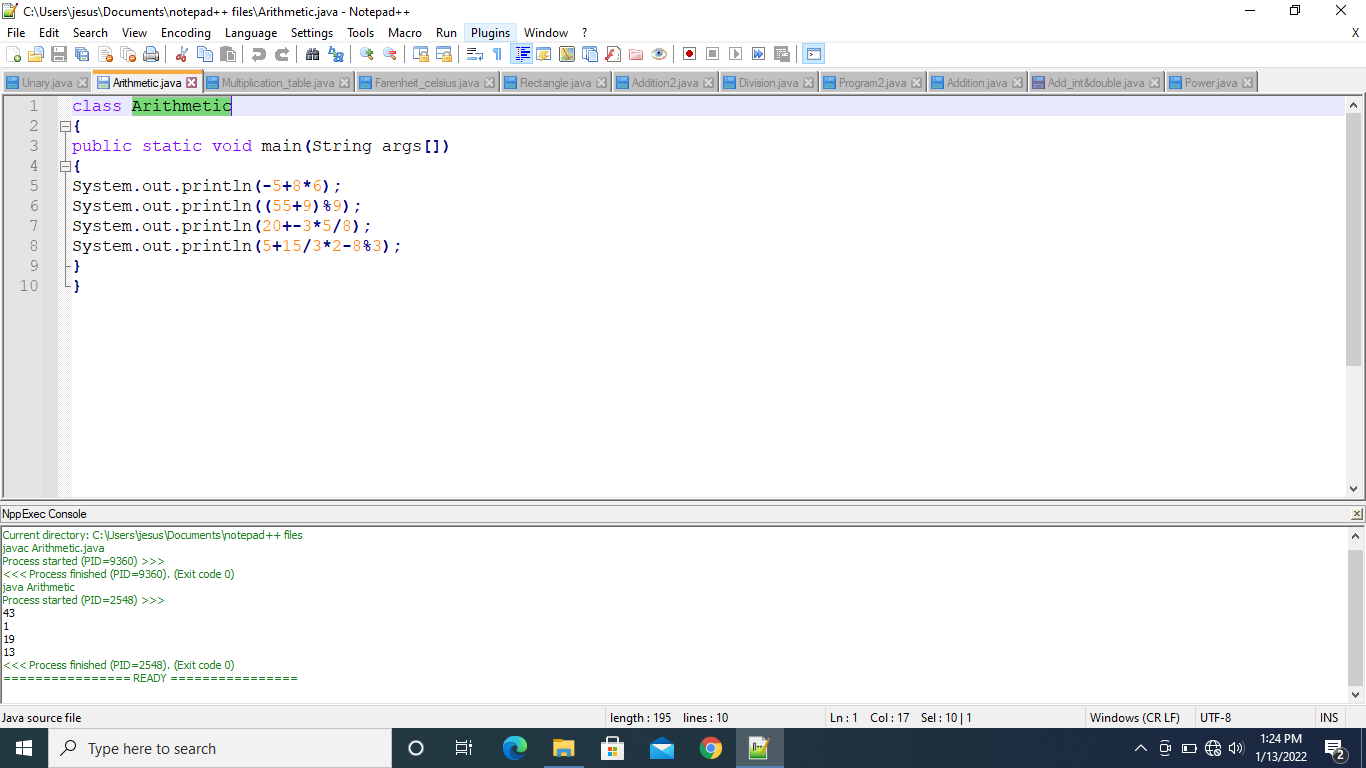 C:\Users\jesus\Documents\notepad++ files\Arithmetic.java - Notepad++
File Edit Search View Encoding Language Settings Tools Macro Run Plugins Window ? X
Unary.java Arithmetic.java Multiplication_table.java Farenheit_celsius.java Rectangle.java Addition2.java Division.java Program2.java Addition.java Add_int&double.java Power.java
1 class Arithmetic
2 {
3 public static void main(String args[])
4 {
5 System.out.println(-5+8*6);
6 System.out.println((55+9)%9);
7 System.out.println(20+-3*5/8);
8 System.out.println(5+15/3*2-8%3);
9 }
10 }
NppExec Console
Current directory: C:\Users\jesus\Documents\notepad++ files
javac Arithmetic.java
Process started (PID=9360) >>>
<<< Process finished (PID=9360). (Exit code 0)
java Arithmetic
Process started (PID=2548) >>>
43
1
19
13
<<< Process finished (PID=2548). (Exit code 0)
================ READY ================
Java source file length : 195 lines : 10 Ln : 1 Col : 17 Sel : 10 | 1 Windows (CR LF) UTF-8 INS
Type here to search
1:24 PM
1/13/2022
2